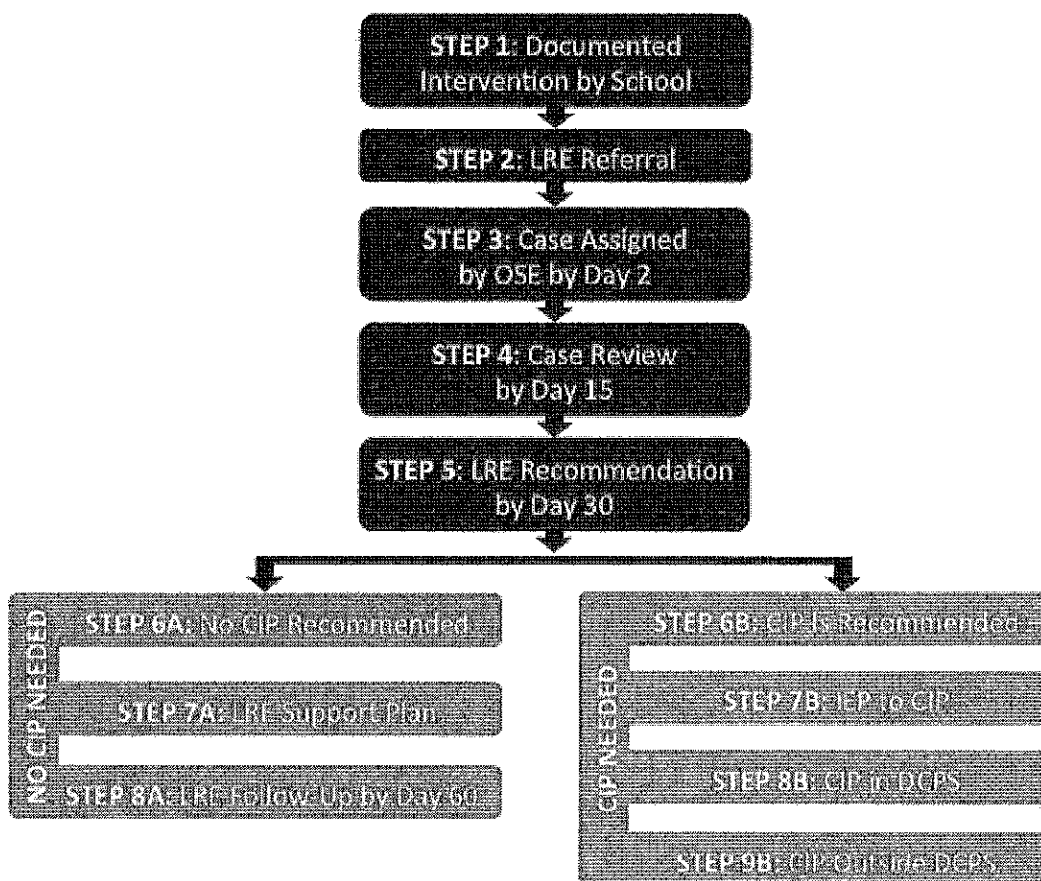 STEP 1: Documented
Intervention by School
STEP 2: LRE Referral
STEP 3: Case Assigned
by OSE by Day 2
STEP 4: Case Review
by Day 15
STEP 5: LRE Recommendation
by Day 30
NO CIP NEEDED
STEP 6A: No CIP Recommended
STEP 7A: LRE Support Plan
STEP 8A: LRE Follow-Up by Day 60
CIP NEEDED
STEP 6B: CIP Is Recommended
STEP 7B: IEP to CIP
STEP 8B: CIP in DCPS
STEP 9B: CIP Outside DCPS